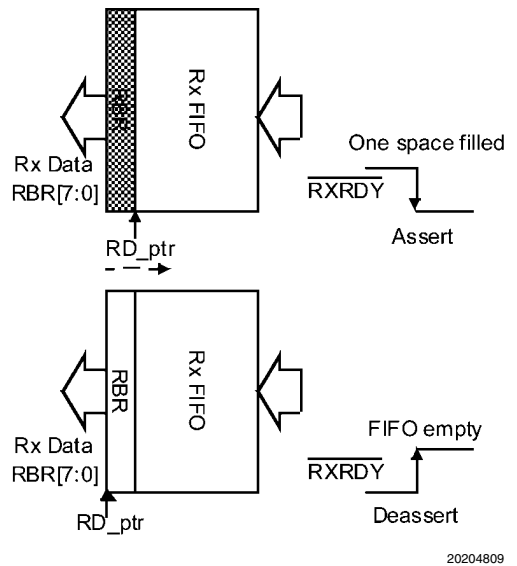 RBR
Rx FIFO
One space filled
Rx Data
RBR[7:0]
RXRDY
Assert
RD_ptr
RBR
Rx FIFO
FIFO empty
Rx Data
RBR[7:0]
RXRDY
Deassert
RD_ptr
20204809